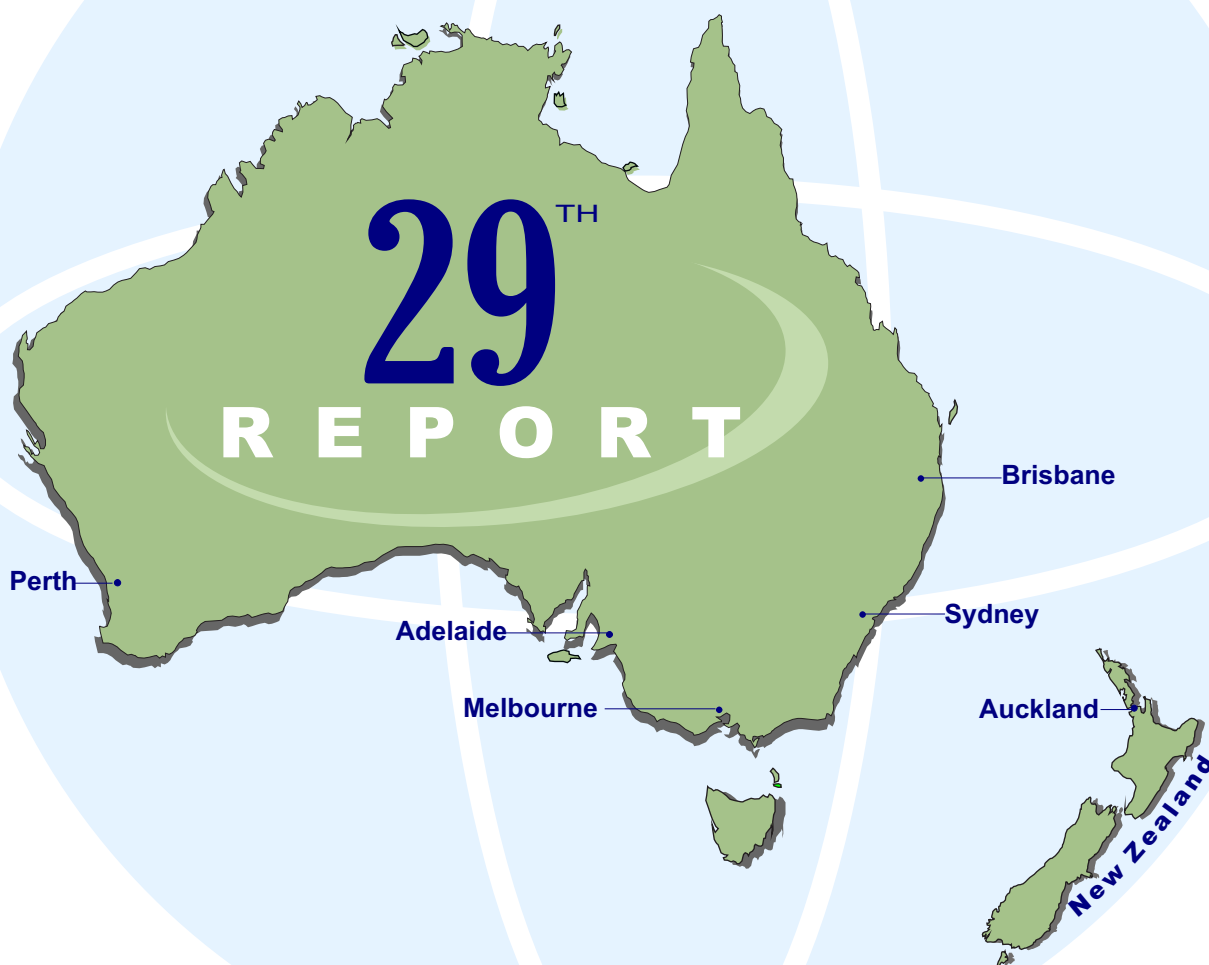 29TH
REPORT
Brisbane
Perth
Sydney
Adelaide
Melbourne
Auckland
New Zealand